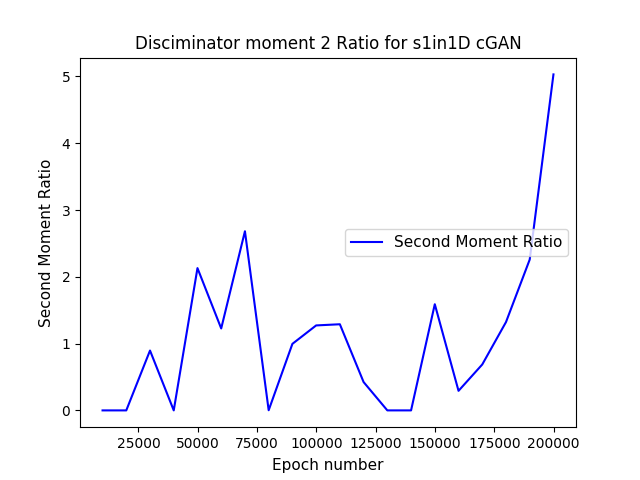 Disciminator moment 2 Ratio for s1in1D cGAN
5
4
3
2
1
0
Second Moment Ratio
Second Moment Ratio
25000 50000 75000 100000 125000 150000 175000 200000
Epoch number